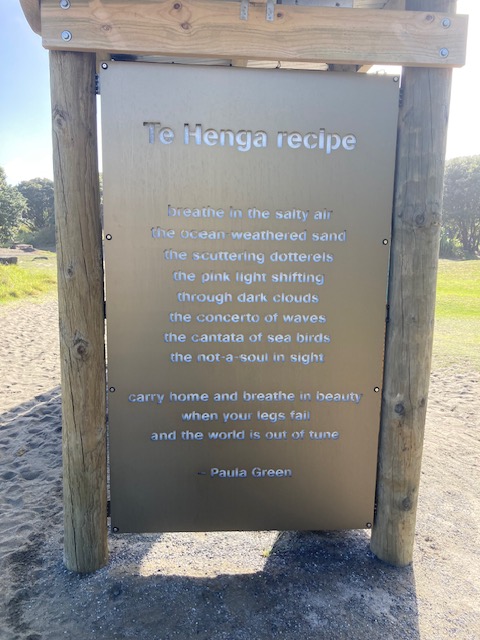 Te Henga recipe
breathe in the salty air
the ocean-weathered sand
the scuttering dotterels
the pink light shifting
through dark clouds
the concerto of waves
the cantata of sea birds
the not-a-soul in sight
carry home and breathe in beauty
when your legs fail
and the world is out of tune
– Paula Green